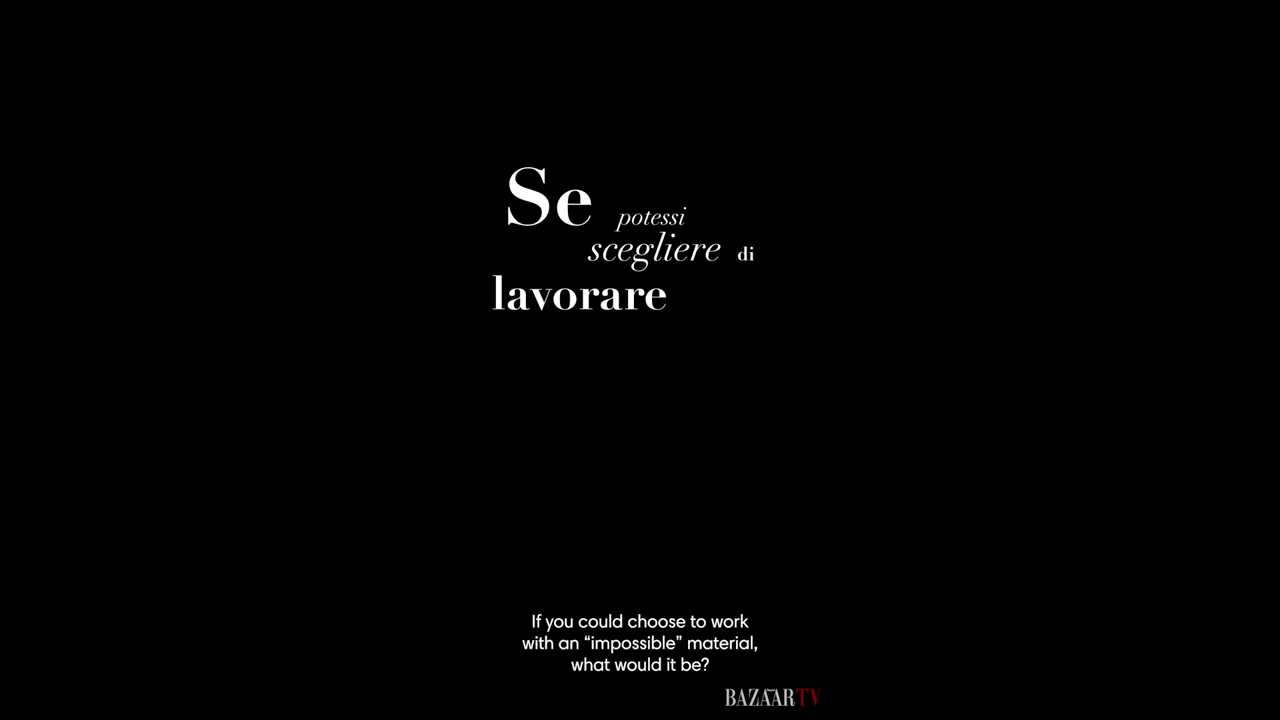 Se potessi
scegliere di
lavorare
If you could choose to work
with an “impossible” material,
what would it be?
BAZAAR TV